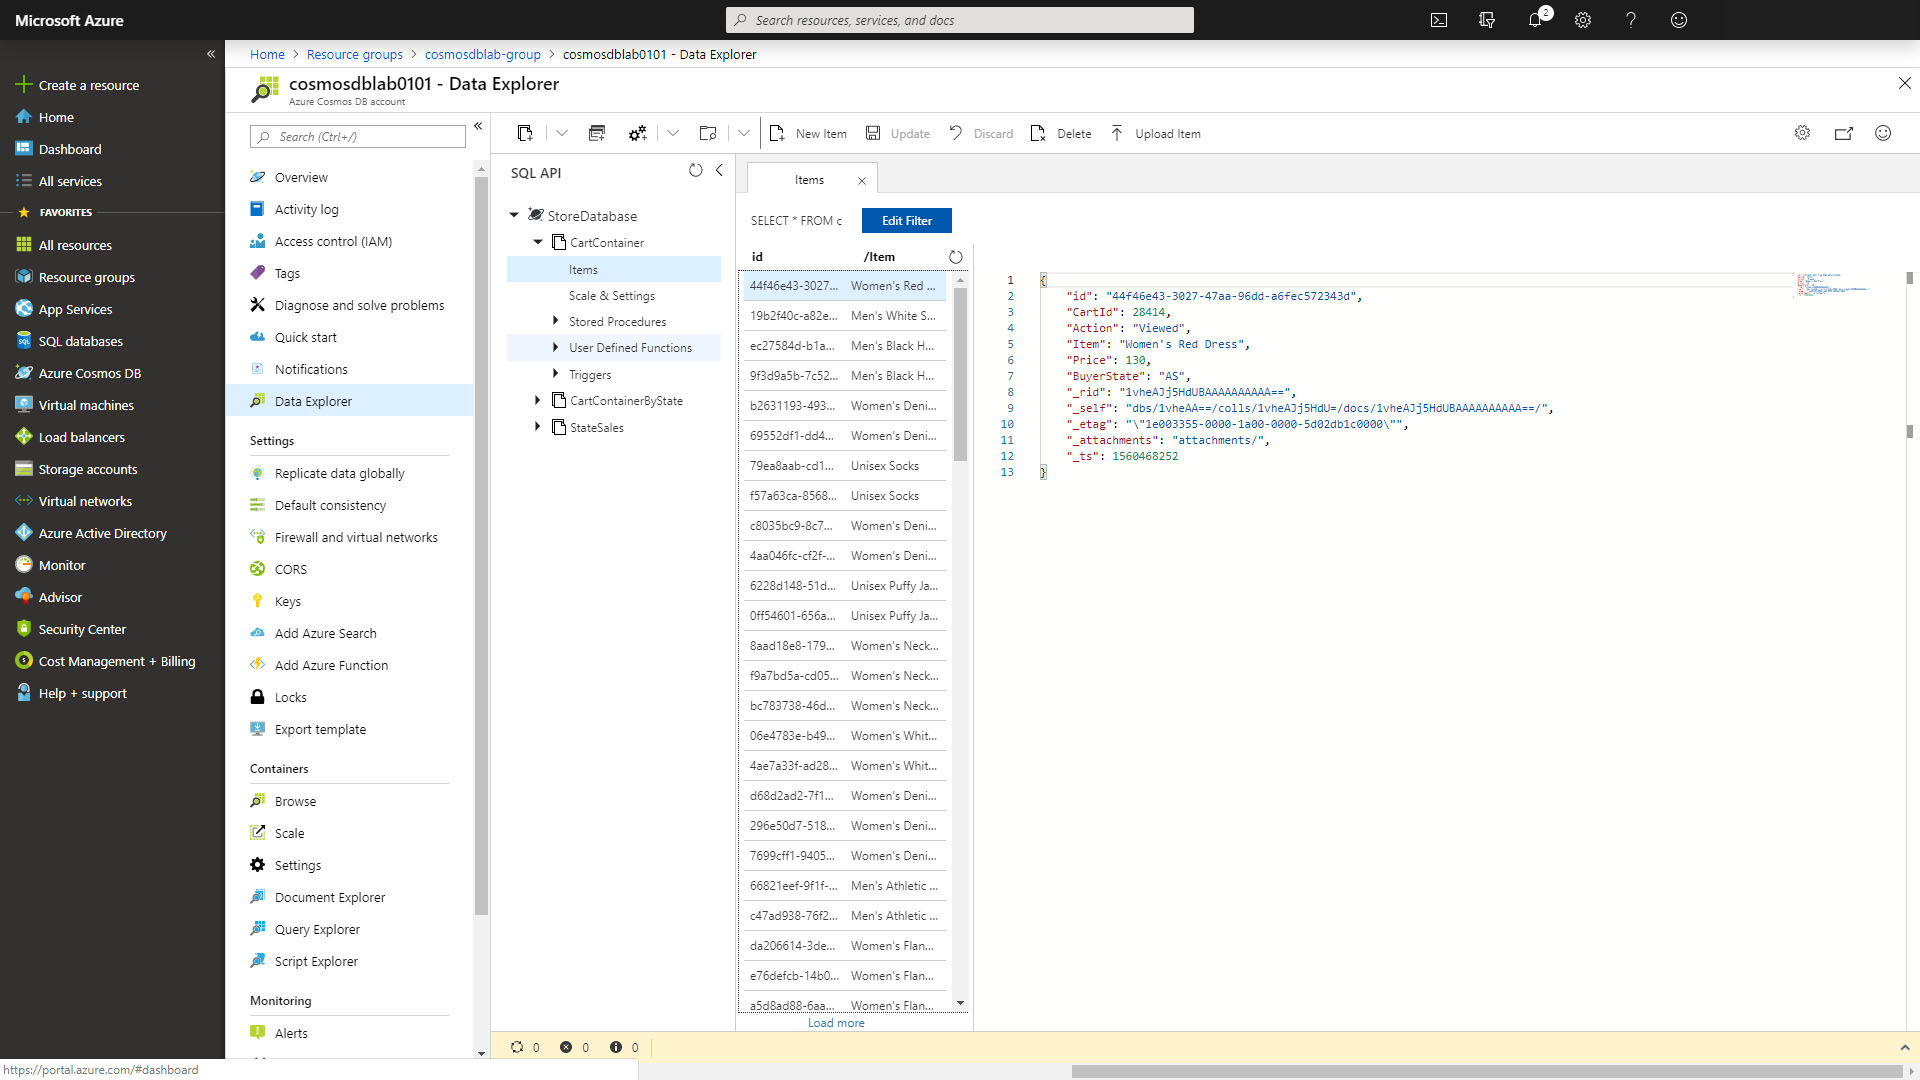 Microsoft Azure
Search resources, services, and docs
2
Home > Resource groups > cosmosdblab-group > cosmosdblab0101 - Data Explorer
cosmosdblab0101 - Data Explorer
Azure Cosmos DB account
Create a resource
Home
Dashboard
All services
FAVORITES
All resources
Resource groups
App Services
SQL databases
Azure Cosmos DB
Virtual machines
Load balancers
Storage accounts
Virtual networks
Azure Active Directory
Monitor
Advisor
Security Center
Cost Management + Billing
Help + support
Search (Ctrl+/)
Overview
Activity log
Access control (IAM)
Tags
Diagnose and solve problems
Quick start
Notifications
Data Explorer
Settings
Replicate data globally
Default consistency
Firewall and virtual networks
CORS
Keys
Add Azure Search
Add Azure Function
Locks
Export template
Containers
Browse
Scale
Settings
Document Explorer
Query Explorer
Script Explorer
Monitoring
Alerts
New Item Update Discard Delete Upload Item
SQL API
StoreDatabase
CartContainer
Items
Scale & Settings
Stored Procedures
User Defined Functions
Triggers
CartContainerByState
StateSales
Items
SELECT * FROM c Edit Filter
id /Item
44f46e43-3027... Women's Red ...
19b2f40c-a82e... Men's White S...
ec27584d-b1a... Men's Black H...
9f3d9a5b-7c52... Men's Black H...
b2631193-493... Women's Deni...
69552df1-dd4... Women's Deni...
79ea8aab-cd1... Unisex Socks
f57a63ca-8568... Unisex Socks
c8035bc9-8c7... Women's Deni...
4aa046fc-cf2f-... Women's Deni...
6228d148-51d... Unisex Puffy Ja...
0ff54601-656a... Unisex Puffy Ja...
8aad18e8-179... Women's Neck...
f9a7bd5a-cd05... Women's Neck...
bc783738-46d... Women's Neck...
06e4783e-b49... Women's Whit...
4ae7a33f-ad28... Women's Whit...
d68d2ad2-7f1... Women's Deni...
296e50d7-518... Women's Deni...
7699cff1-9405... Women's Deni...
66821eef-9f1f-... Men's Athletic ...
c47ad938-76f2... Men's Athletic ...
da206614-3de... Women's Flan...
e76defcb-14b0... Women's Flan...
a5d8ad88-6aa... Women's Flan...
Load more
1 {
2 "id": "44f46e43-3027-47aa-96dd-a6fec572343d",
3 "CartId": 28414,
4 "Action": "Viewed",
5 "Item": "Women's Red Dress",
6 "Price": 130,
7 "BuyerState": "AS",
8 "_rid": "1vheAJj5HdUBAAAAAAAAAA==",
9 "_self": "dbs/1vheAA==/colls/1vheAJj5HdU=/docs/1vheAJj5HdUBAAAAAAAAAA==/",
10 "_etag": "\"1e003355-0000-1a00-0000-5d02db1c0000\"",
11 "_attachments": "attachments/",
12 "_ts": 1560468252
13 }
0 0 0
https://portal.azure.com/#dashboard